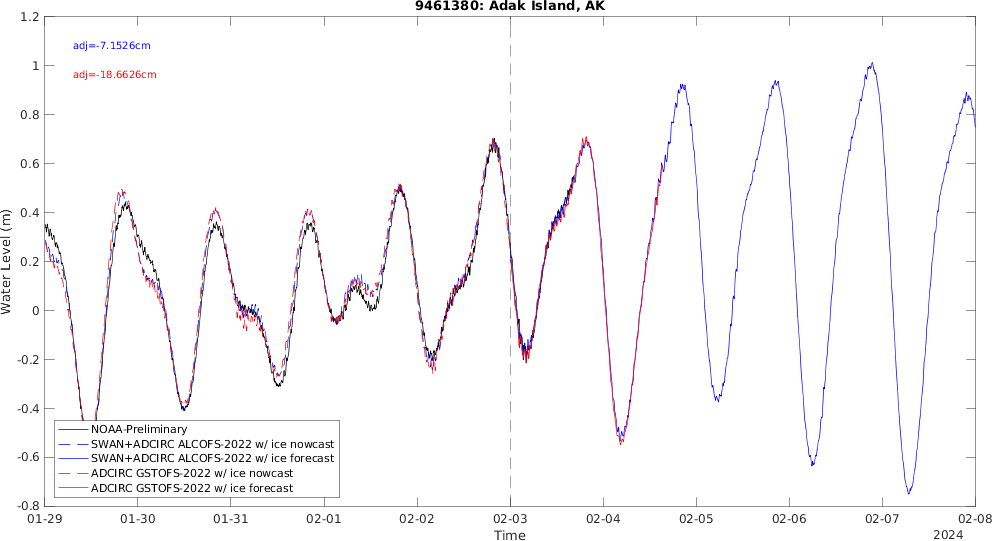 9461380: Adak Island, AK
adj=-7.1526cm
adj=-18.6626cm
Water Level (m)
1.2
1
0.8
0.6
0.4
0.2
0
-0.2
-0.4
-0.6
-0.8
NOAA-Preliminary
SWAN+ADCIRC ALCOFS-2022 w/ ice nowcast
SWAN+ADCIRC ALCOFS-2022 w/ ice forecast
ADCIRC GSTOFS-2022 w/ ice nowcast
ADCIRC GSTOFS-2022 w/ ice forecast
01-29 01-30 01-31 02-01 02-02 02-03 02-04 02-05 02-06 02-07 02-08
Time
2024